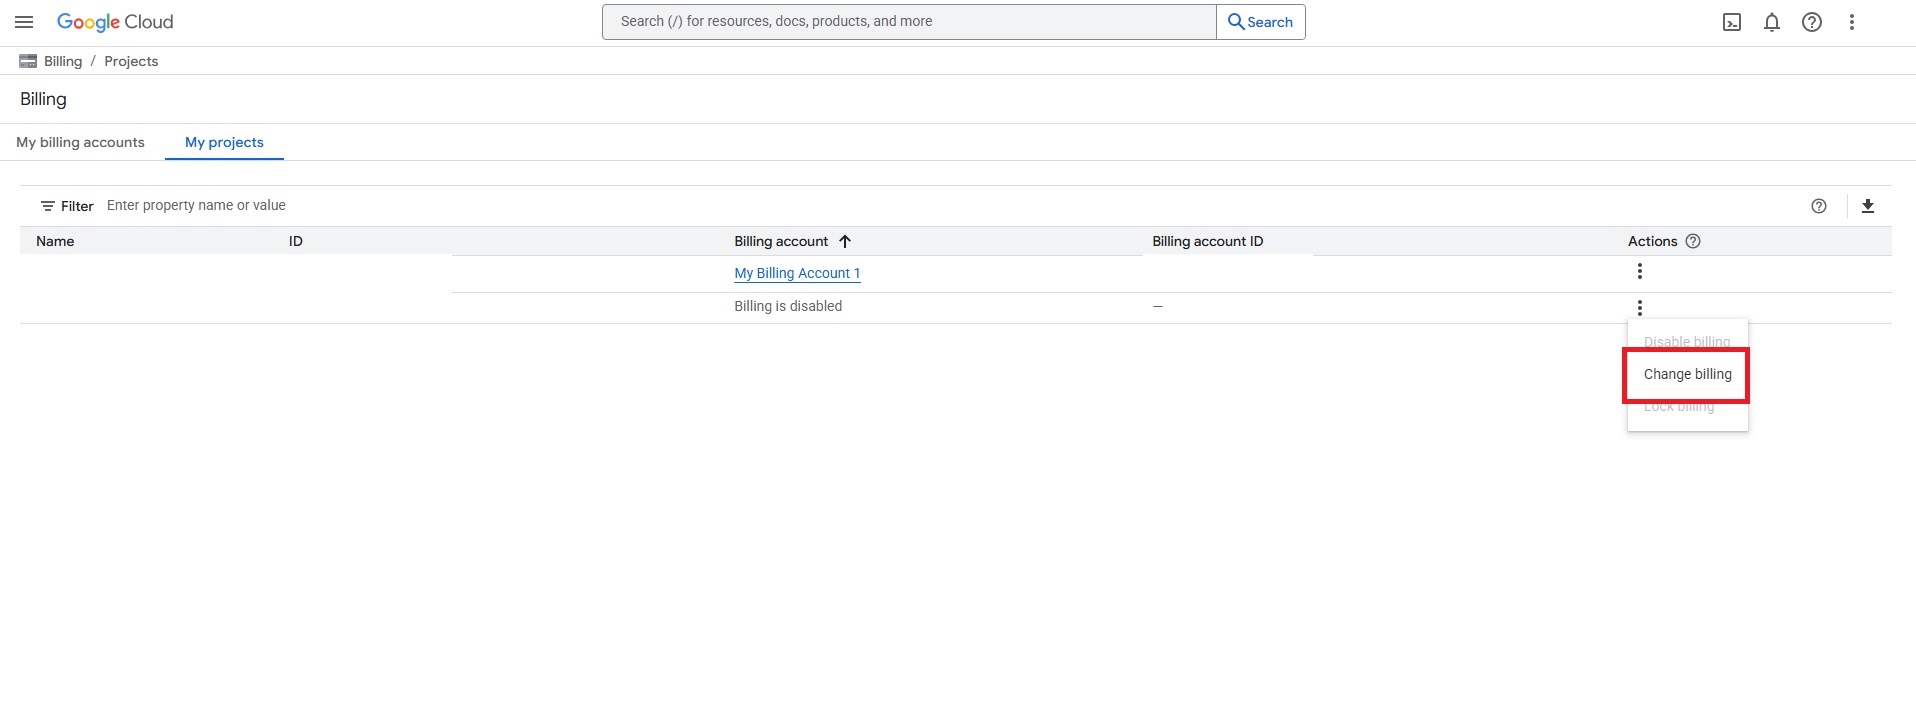 Google Cloud
Search (/) for resources, docs, products, and more
Search
Billing / Projects
Billing
My billing accounts
My projects
Filter Enter property name or value
Name ID Billing account Billing account ID Actions
My Billing Account 1
Billing is disabled —
Disable billing
Change billing
Lock billing